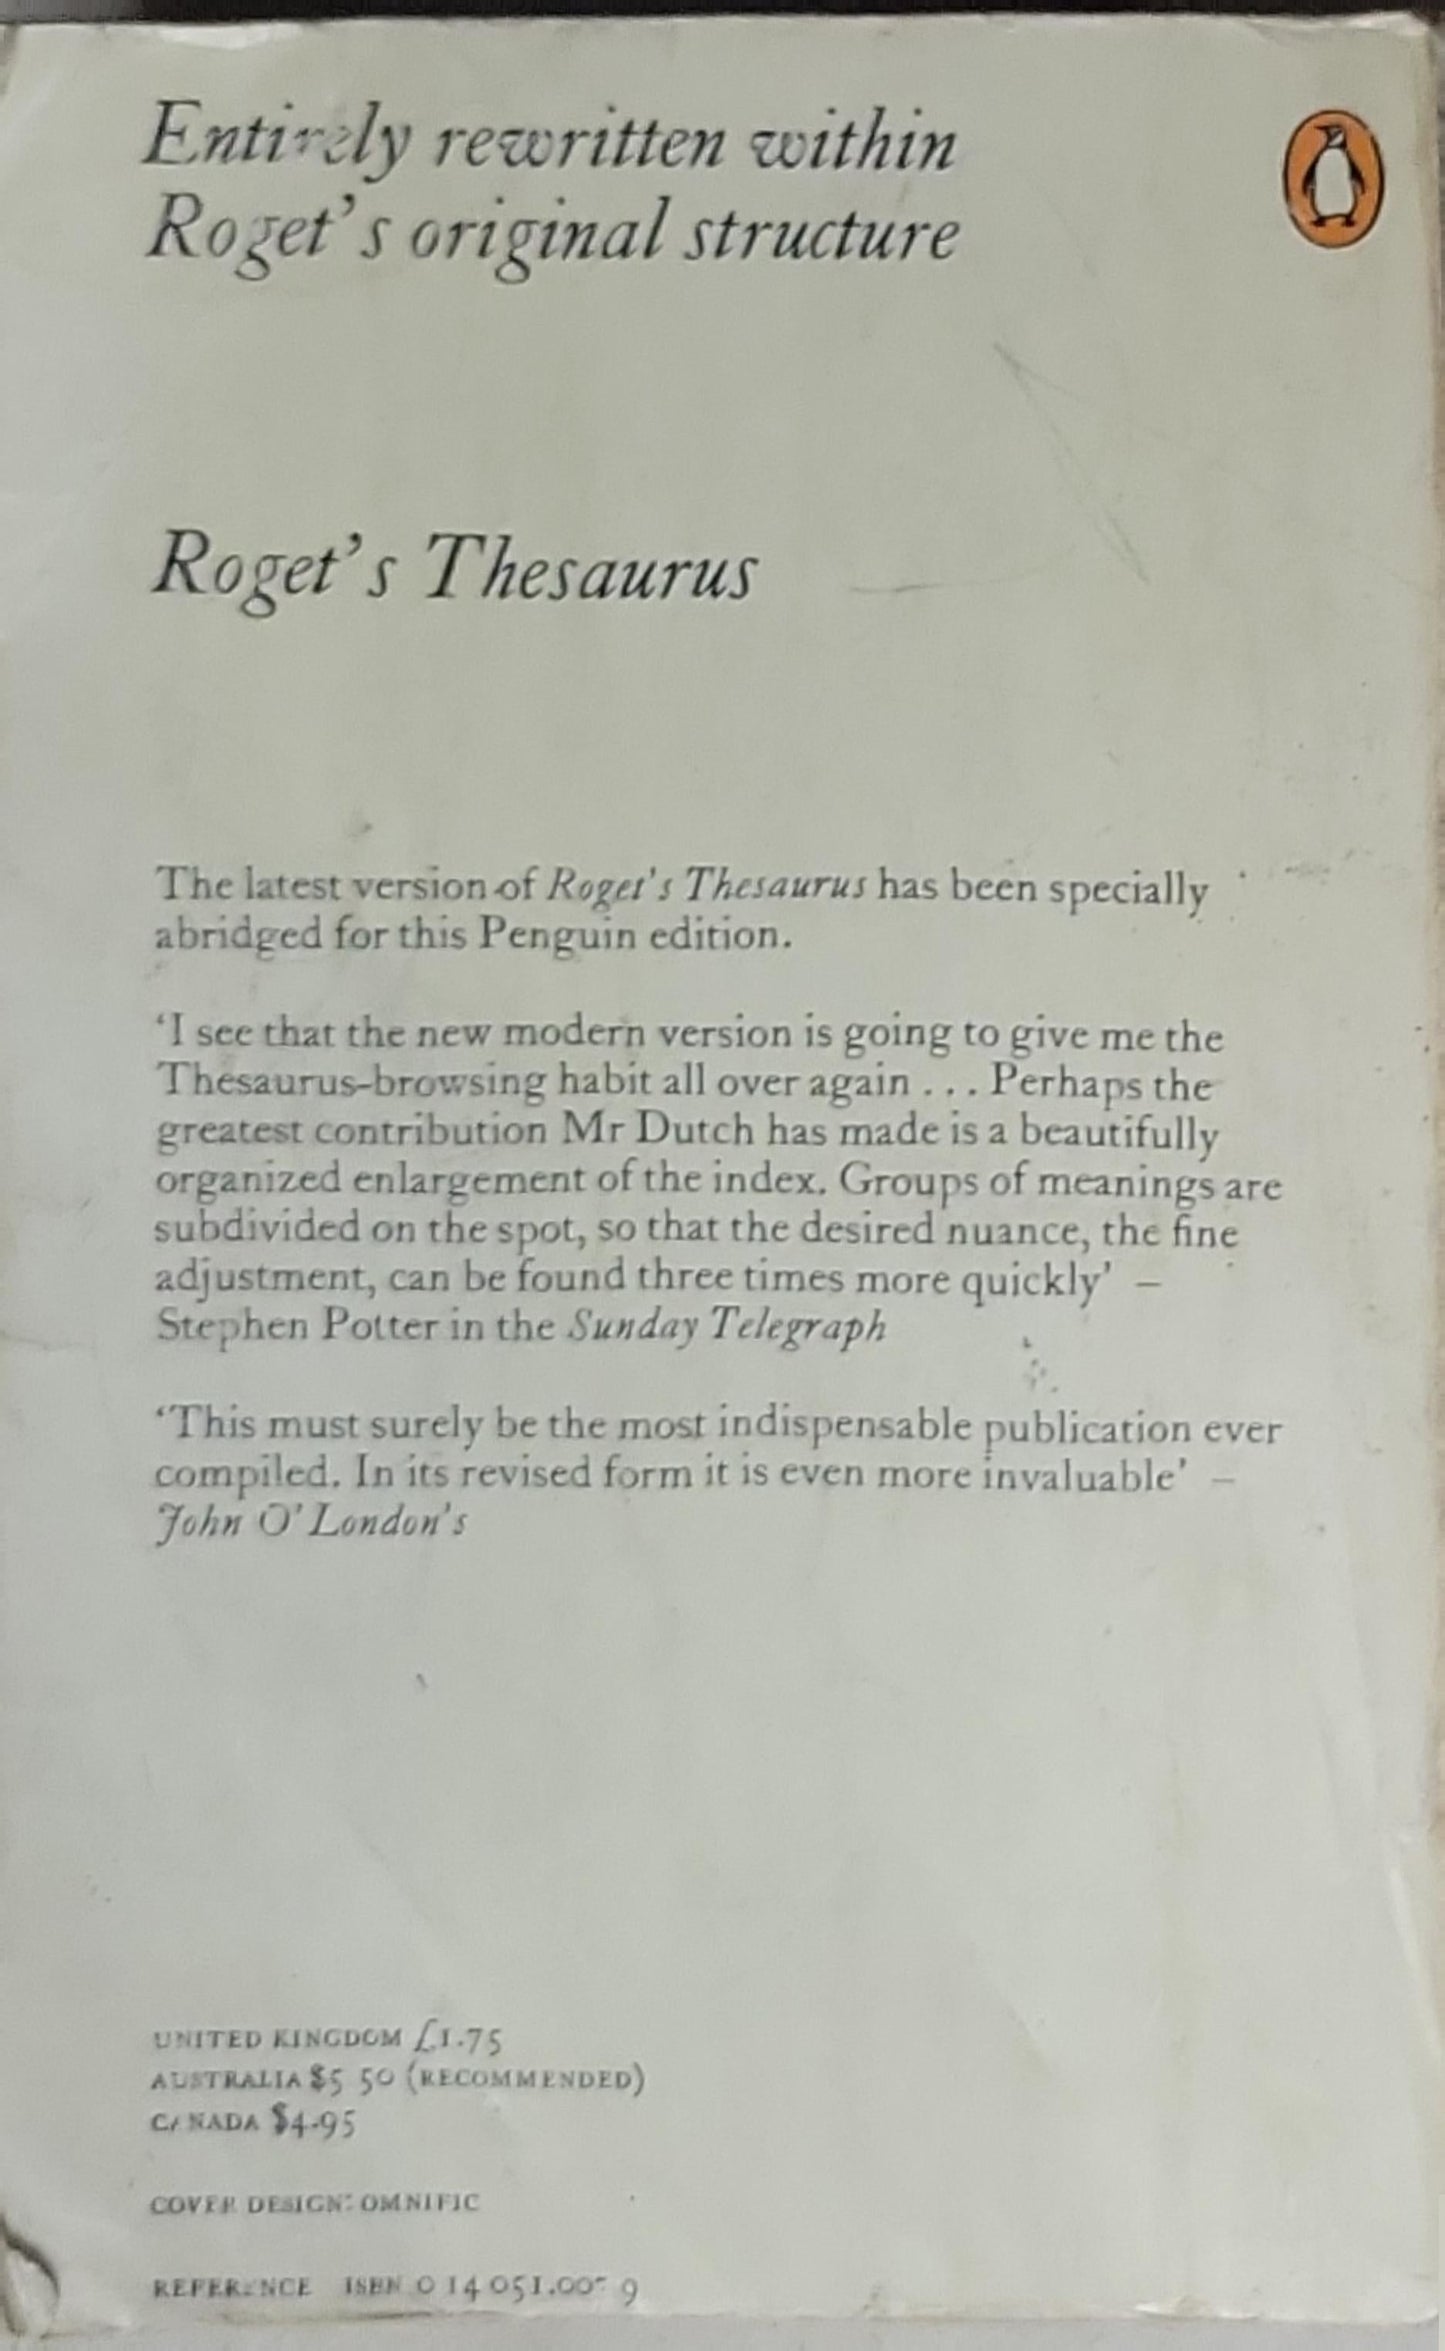 Entirely rewritten within
Roget's original structure
Roget's Thesaurus
The latest version of Roget's Thesaurus has been specially
abridged for this Penguin edition.
‘I see that the new modern version is going to give me the
Thesaurus-browsing habit all over again . . . Perhaps the
greatest contribution Mr Dutch has made is a beautifully
organized enlargement of the index. Groups of meanings are
subdivided on the spot, so that the desired nuance, the fine
adjustment, can be found three times more quickly’ –
Stephen Potter in the Sunday Telegraph
‘This must surely be the most indispensable publication ever
compiled. In its revised form it is even more invaluable’ –
John O'London's
UNITED KINGDOM £1.75
AUSTRALIA $5 50 (RECOMMENDED)
CANADA $4.95
COVER DESIGN: OMNIFIC
REFERENCE ISBN 0 14 051.00 9